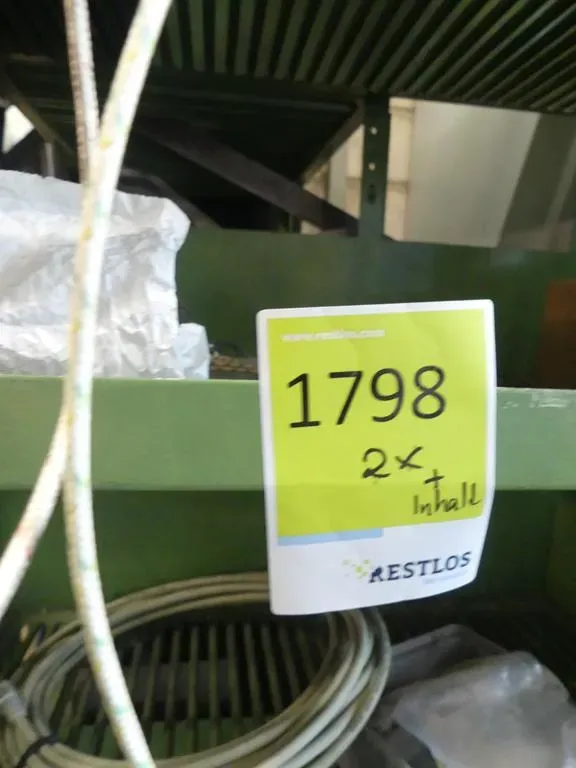 www.restlos.com
1798
2x
+
Inhalt
RESTLOS